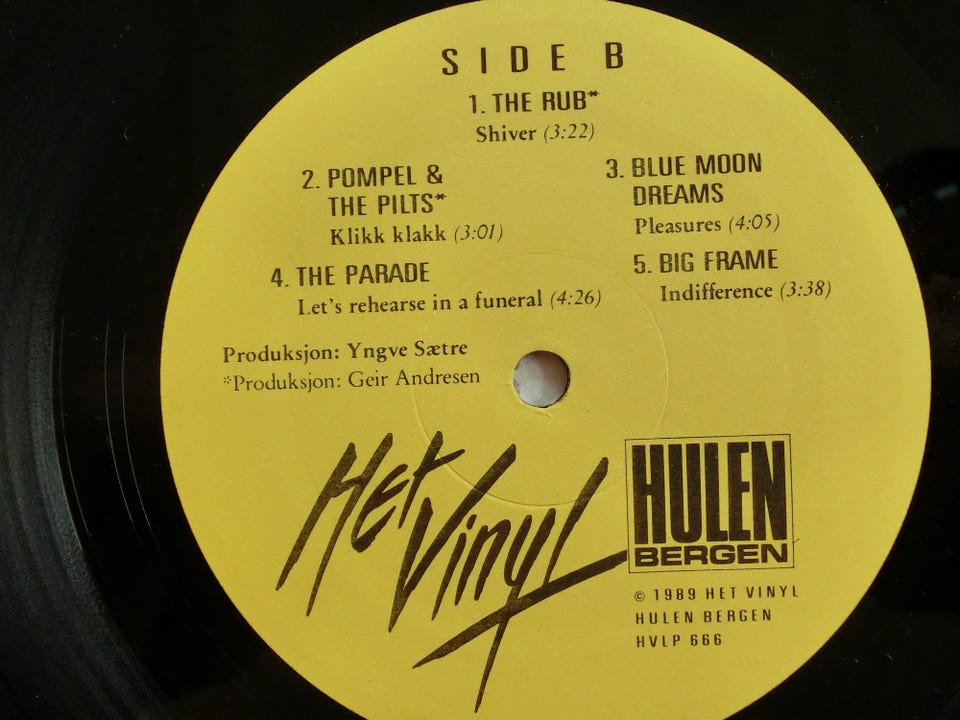 SIDE B
1. THE RUB*
Shiver (3:22)
2. POMPEL &
THE PILTS*
Klikk klakk (3:01)
3. BLUE MOON
DREAMS
Pleasures (4:05)
4. THE PARADE
Let's rehearse in a funeral (4:26)
5. BIG FRAME
Indifference (3:38)
Produksjon: Yngve Sætre
*Produksjon: Geir Andresen
Het Vinyl
HULEN
BERGEN
© 1989 HET VINYL
HULEN BERGEN
HVLP 666